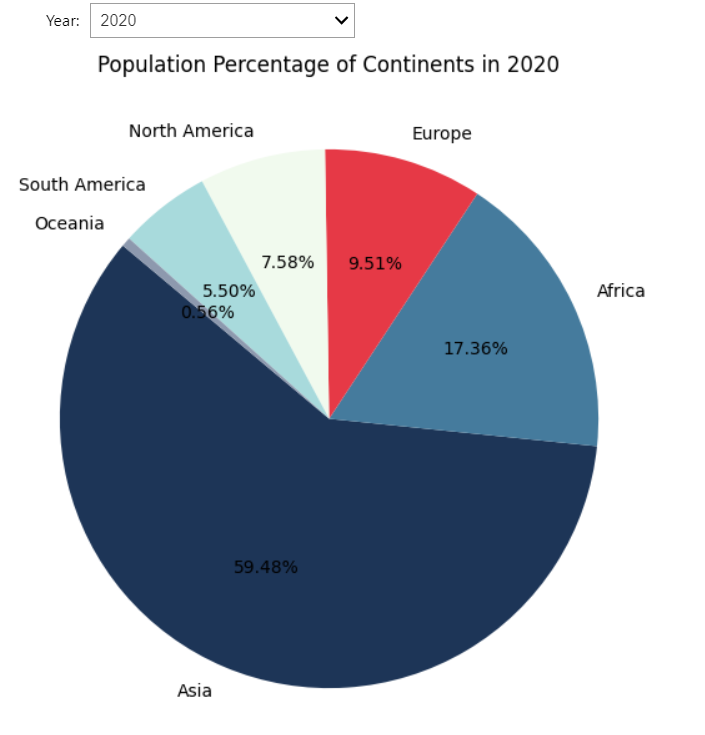 Year: 2020
Population Percentage of Continents in 2020
North America
Europe
South America
Oceania
7.58%
9.51%
5.50%
Africa
0.56%
17.36%
59.48%
Asia